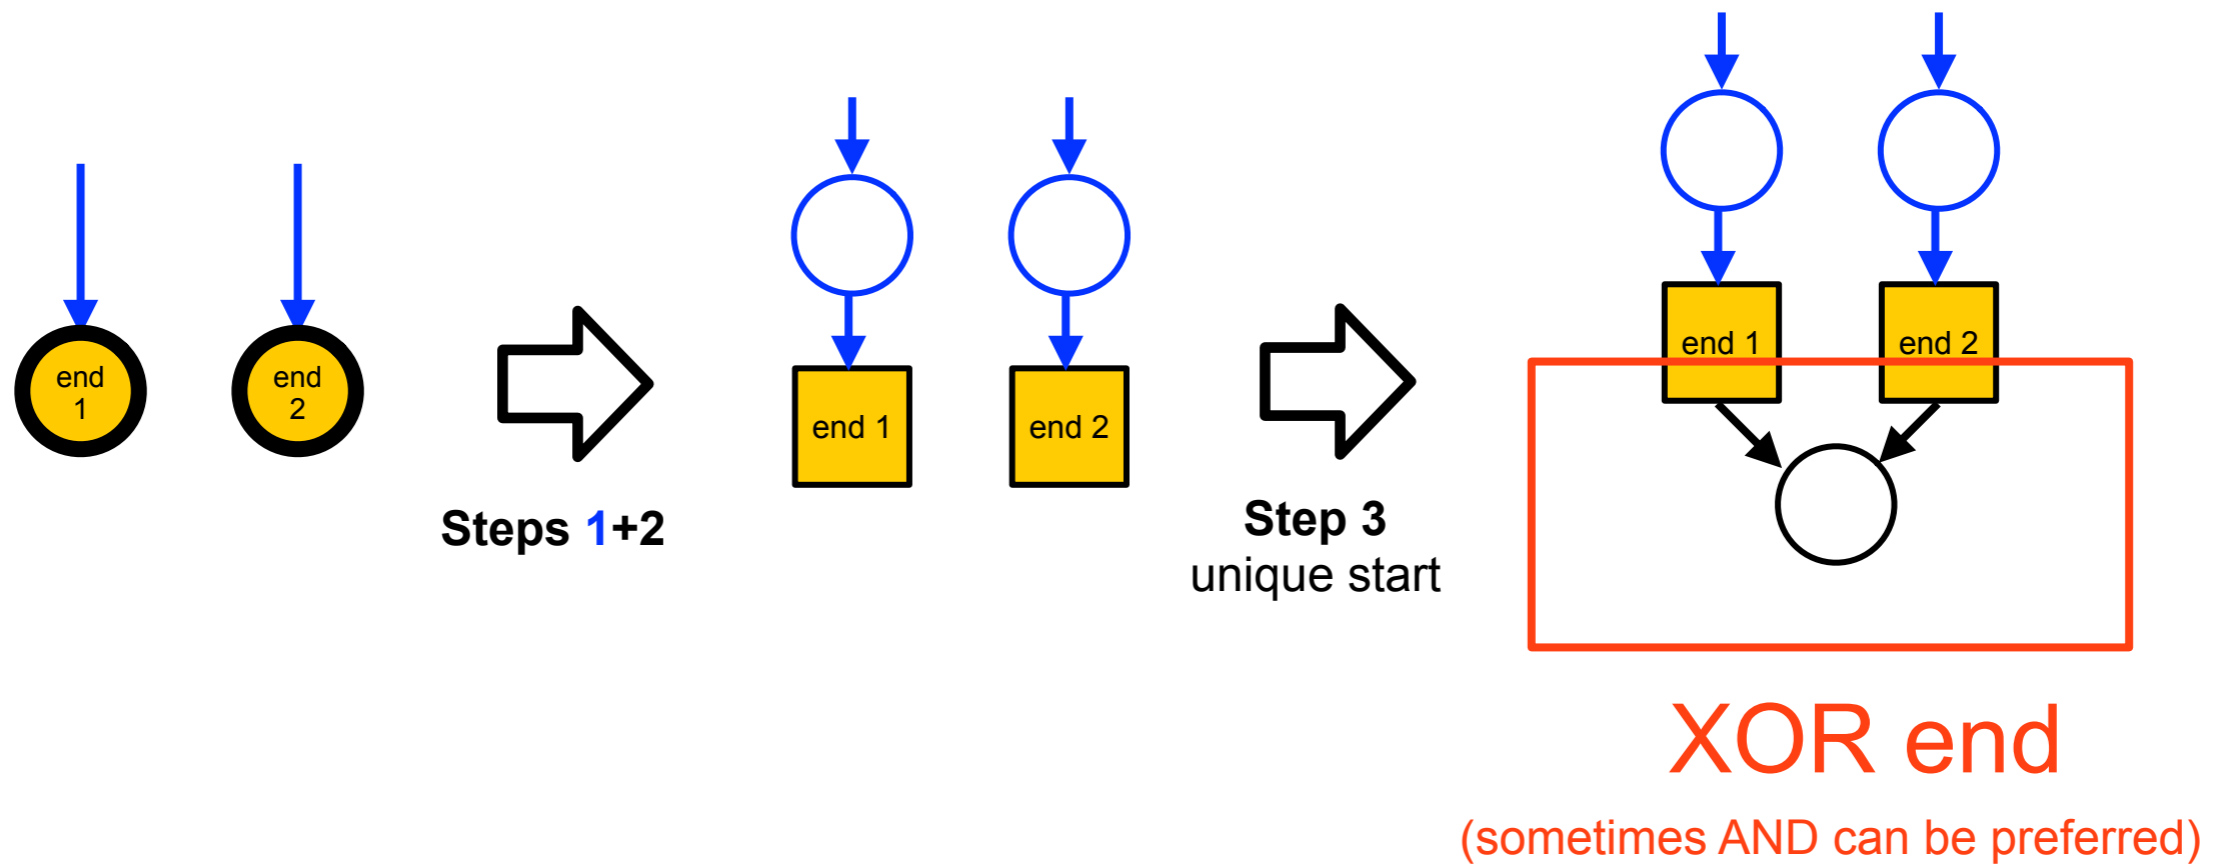 end
1
end
2
Steps 1+2
end 1
end 2
Step 3
unique start
end 1
end 2
XOR end
(sometimes AND can be preferred)